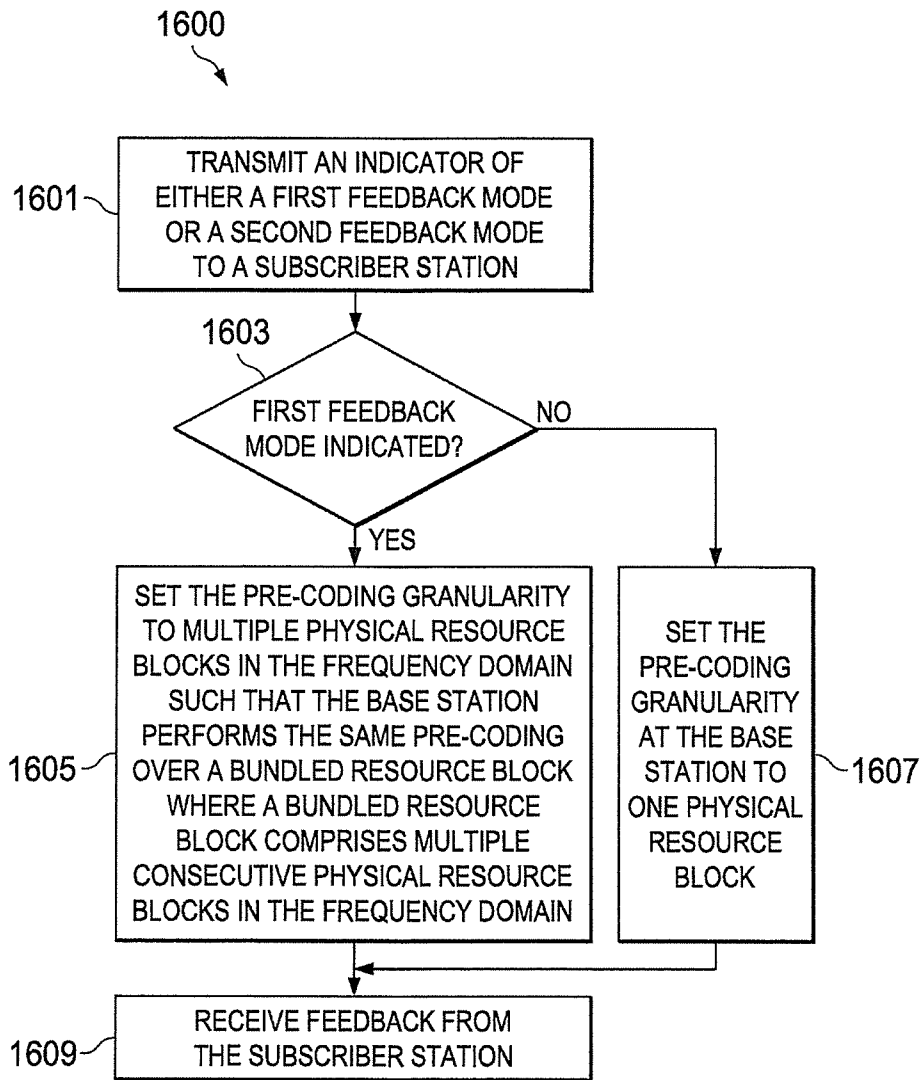 1600
TRANSMIT AN INDICATOR OF
EITHER A FIRST FEEDBACK MODE
OR A SECOND FEEDBACK MODE
TO A SUBSCRIBER STATION
1601
1603
FIRST FEEDBACK
MODE INDICATED?
NO
YES
SET THE PRE-CODING GRANULARITY
TO MULTIPLE PHYSICAL RESOURCE
BLOCKS IN THE FREQUENCY DOMAIN
SUCH THAT THE BASE STATION
PERFORMS THE SAME PRE-CODING
OVER A BUNDLED RESOURCE BLOCK
WHERE A BUNDLED RESOURCE
BLOCK COMPRISES MULTIPLE
CONSECUTIVE PHYSICAL RESOURCE
BLOCKS IN THE FREQUENCY DOMAIN
1605
SET THE
PRE-CODING
GRANULARITY
AT THE BASE
STATION TO
ONE PHYSICAL
RESOURCE
BLOCK
1607
RECEIVE FEEDBACK FROM
THE SUBSCRIBER STATION
1609